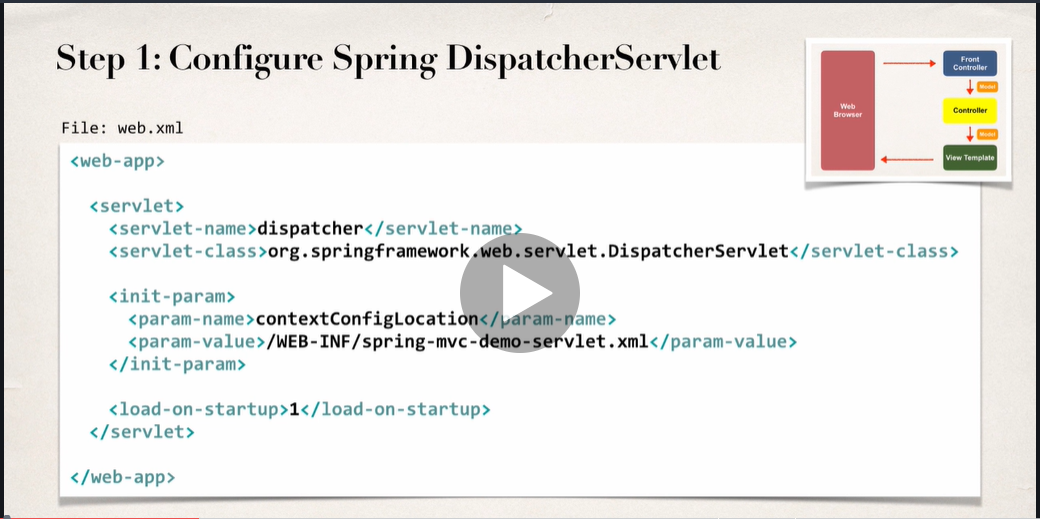 Step 1: Configure Spring DispatcherServlet
Web
Browser
Front
Controller
Model
Controller
Model
View Template
File: web.xml
<web-app>
<servlet>
<servlet-name>dispatcher</servlet-name>
<servlet-class>org.springframework.web.servlet.DispatcherServlet</servlet-class>
<init-param>
<param-name>contextConfigLocation</param-name>
<param-value>/WEB-INF/spring-mvc-demo-servlet.xml</param-value>
</init-param>
<load-on-startup>1</load-on-startup>
</servlet>
</web-app>